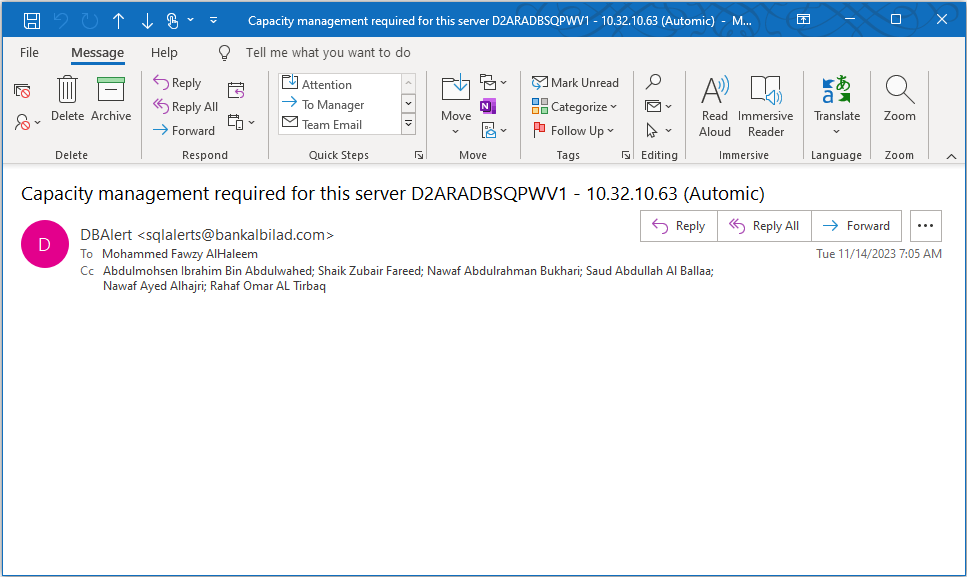 Capacity management required for this server D2ARADBSQPWV1 - 10.32.10.63 (Automic) - M...
File Message Help Tell me what you want to do
Delete Archive
Reply
Reply All
Forward
Attention
To Manager
Team Email
Move
Mark Unread
Categorize
Follow Up
Read Aloud
Immersive Reader
Translate
Zoom
Delete Respond Quick Steps Move Tags Editing Immersive Language Zoom
Capacity management required for this server D2ARADBSQPWV1 - 10.32.10.63 (Automic)
D
DBAlert <sqlalerts@bankalbilad.com>
To Mohammed Fawzy AlHaleem
Cc Abdulmohsen Ibrahim Bin Abdulwahed; Shaik Zubair Fareed; Nawaf Abdulrahman Bukhari; Saud Abdullah Al Ballaa;
Nawaf Ayed Alhajri; Rahaf Omar AL Tirbaq
Reply Reply All Forward
Tue 11/14/2023 7:05 AM